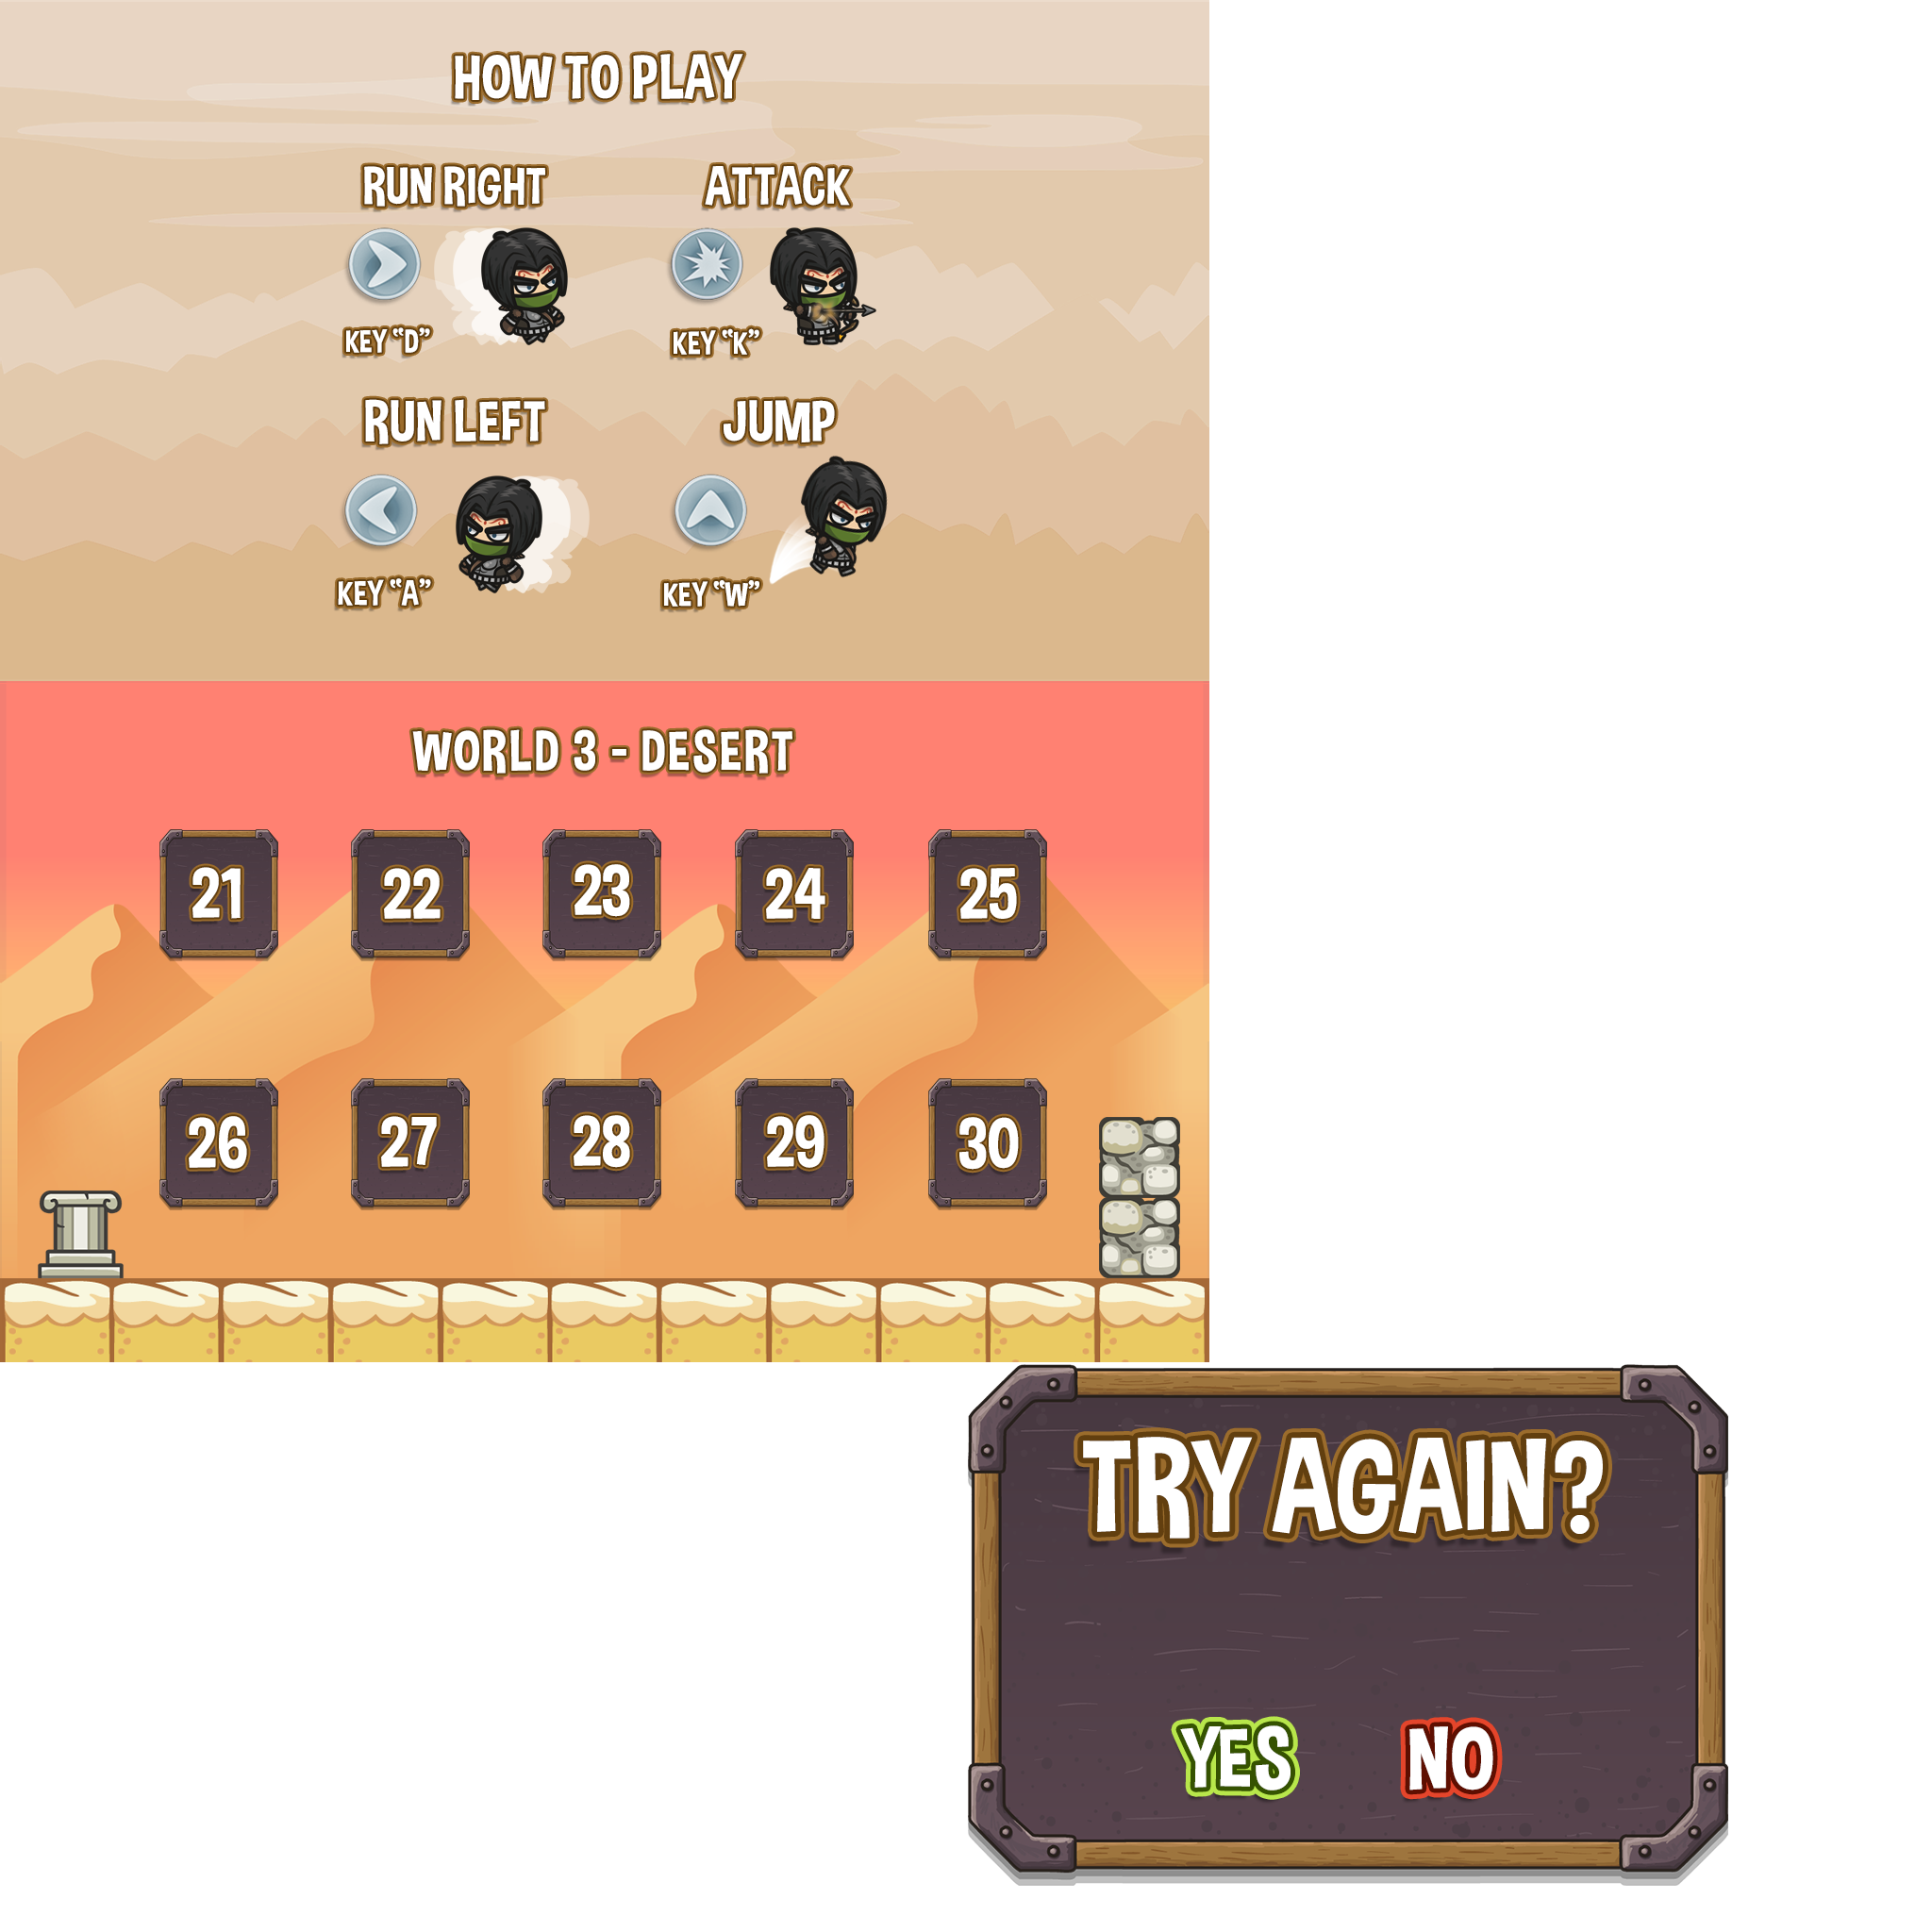 HOW TO PLAY
RUN RIGHT
ATTACK
KEY “D”
KEY “K”
RUN LEFT
JUMP
KEY “A”
KEY “W”
WORLD 3 - DESERT
21 22 23 24 25
26 27 28 29 30
TRY AGAIN?
YES NO